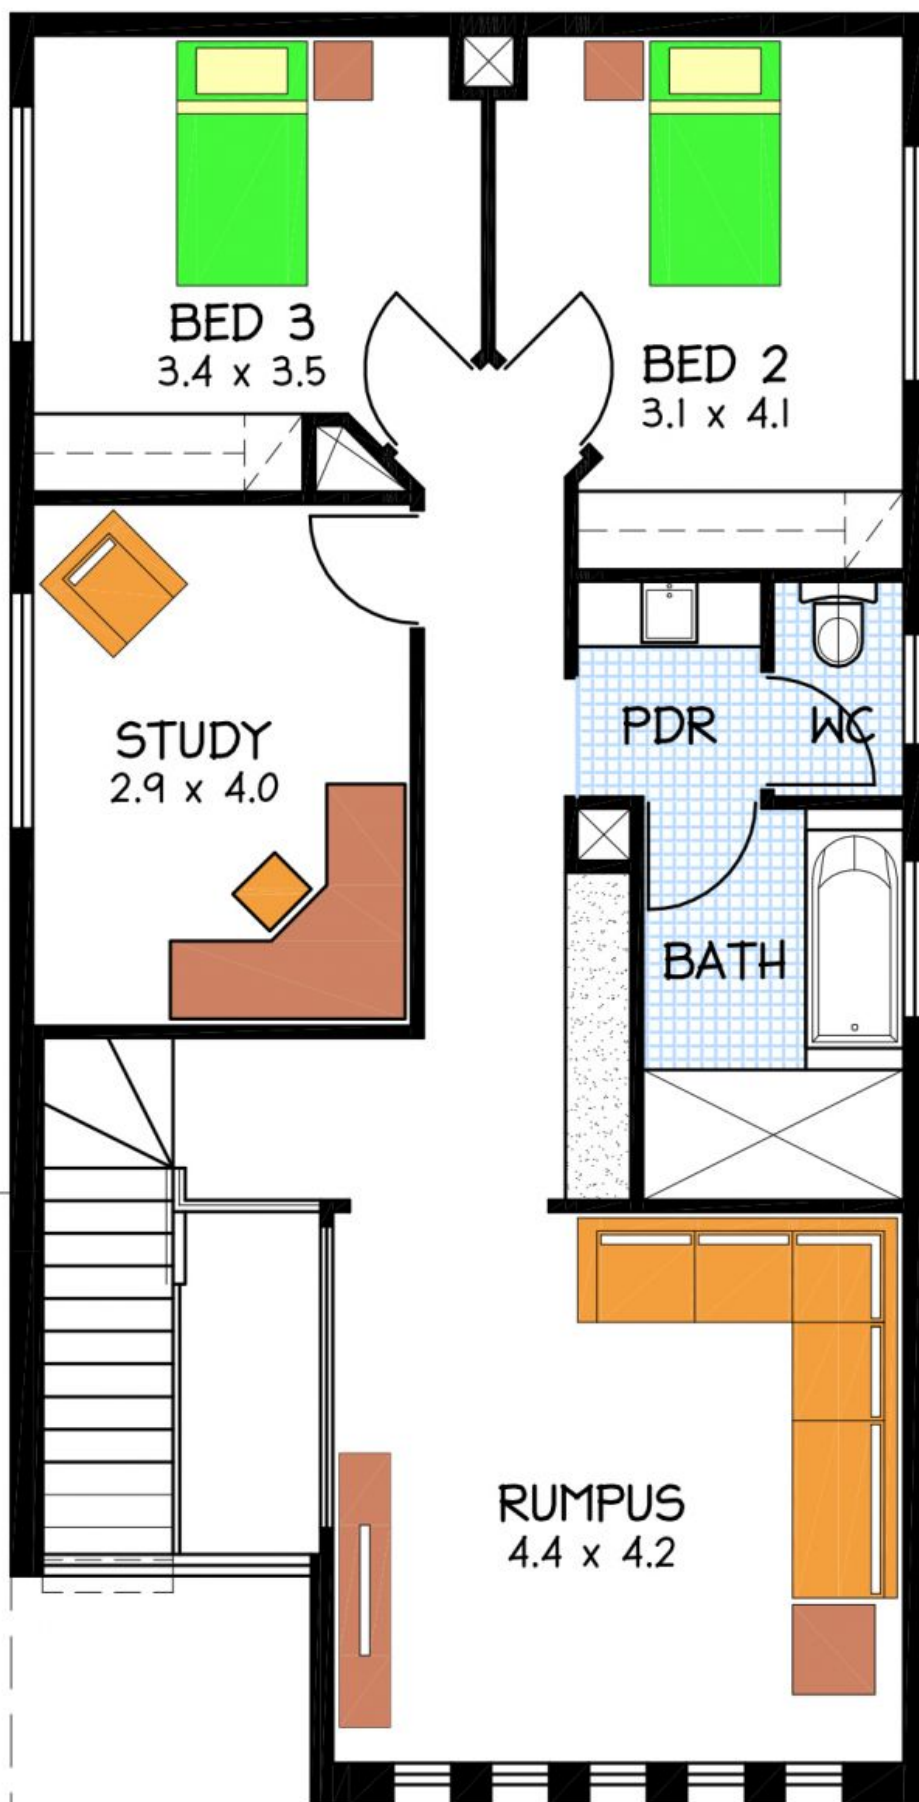 BED 3
3.4 x 3.5
BED 2
3.1 x 4.1
STUDY
2.9 x 4.0
PDR
WC
BATH
RUMPUS
4.4 x 4.2